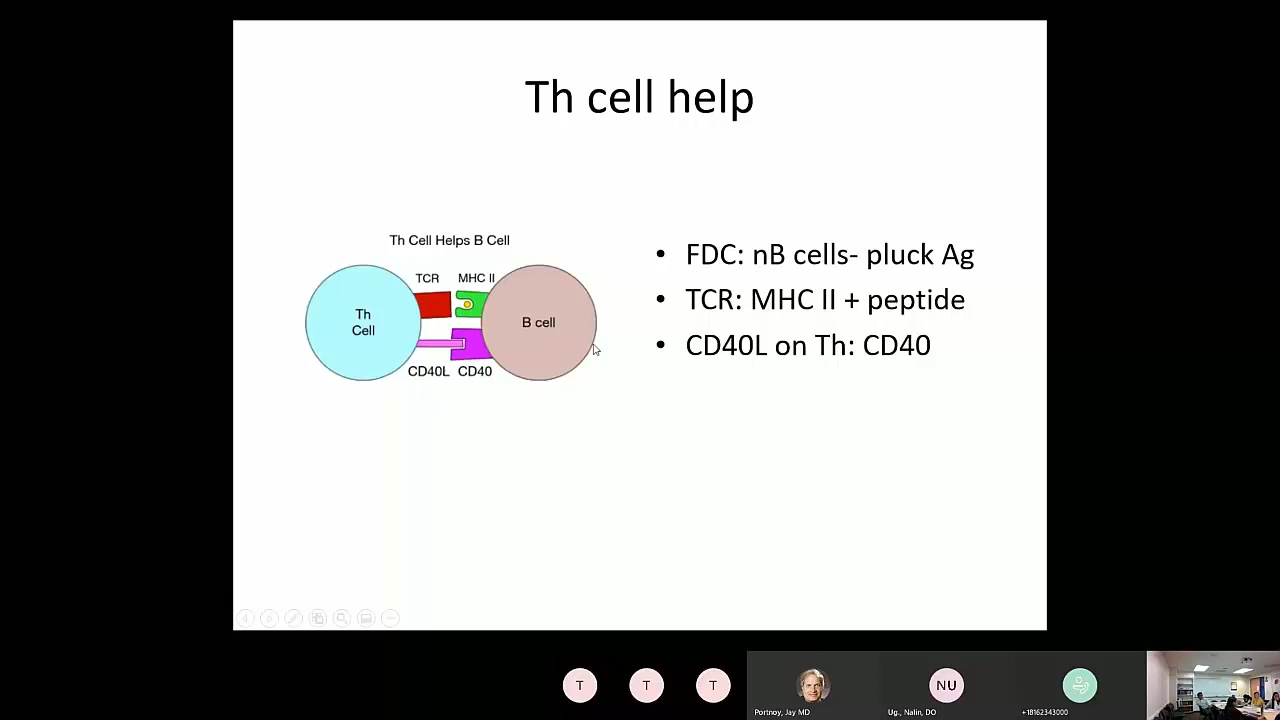 Th cell help
Th Cell Helps B Cell
TCR MHC II
Th
Cell
B cell
CD40L CD40
• FDC: nB cells- pluck Ag
• TCR: MHC II + peptide
• CD40L on Th: CD40
T T T NU
Portnoy, Jay MD Ug., Nalin, DO +18162343000